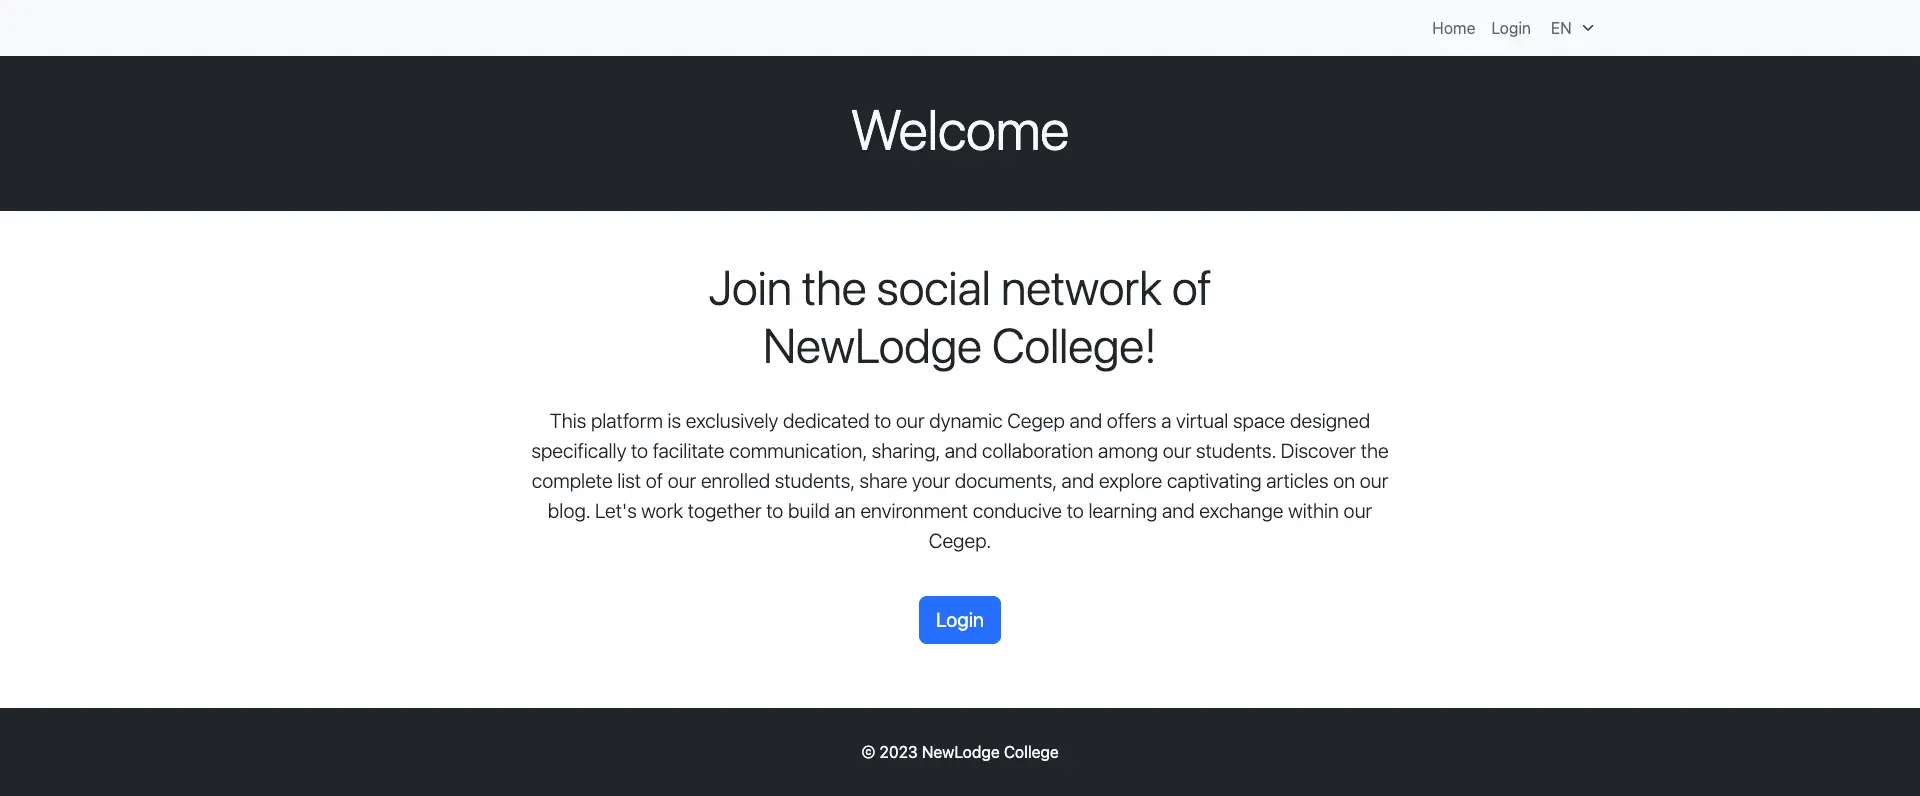 Home Login EN
Welcome
Join the social network of
NewLodge College!
This platform is exclusively dedicated to our dynamic Cegep and offers a virtual space designed
specifically to facilitate communication, sharing, and collaboration among our students. Discover the
complete list of our enrolled students, share your documents, and explore captivating articles on our
blog. Let's work together to build an environment conducive to learning and exchange within our
Cegep.
Login
© 2023 NewLodge College